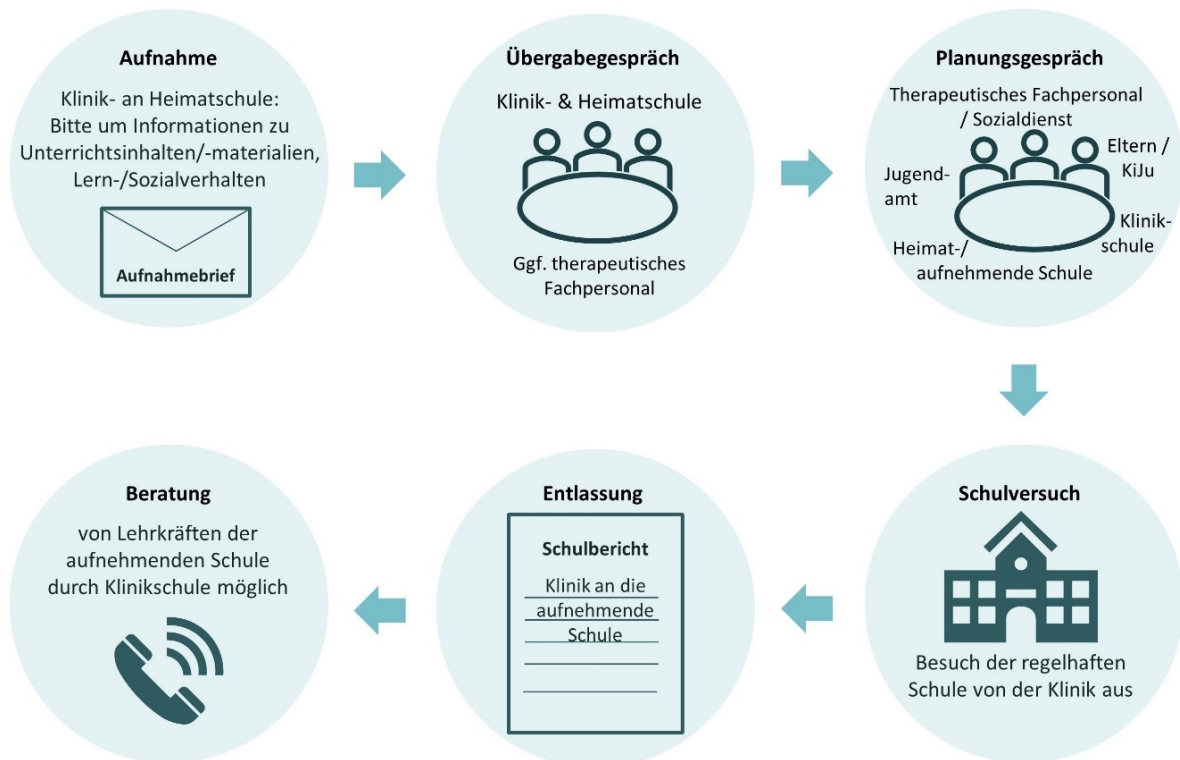 Aufnahme
Klinik- an Heimatschule:
Bitte um Informationen zu
Unterrichtsinhalten/-materialien,
Lern-/Sozialverhalten
Aufnahmebrief
Übergabegespräch
Klinik- & Heimatschule
Ggf. therapeutisches
Fachpersonal
Planungsgespräch
Therapeutisches Fachpersonal
/ Sozialdienst
Eltern /
KiJu
Jugend-
amt
Klinik-
schule
Heimat-/
aufnehmende Schule
Schulversuch
Besuch der regelhaften
Schule von der Klinik aus
Entlassung
Schulbericht
Klinik an die
aufnehmende
Schule
Beratung
von Lehrkräften der
aufnehmenden Schule
durch Klinikschule möglich